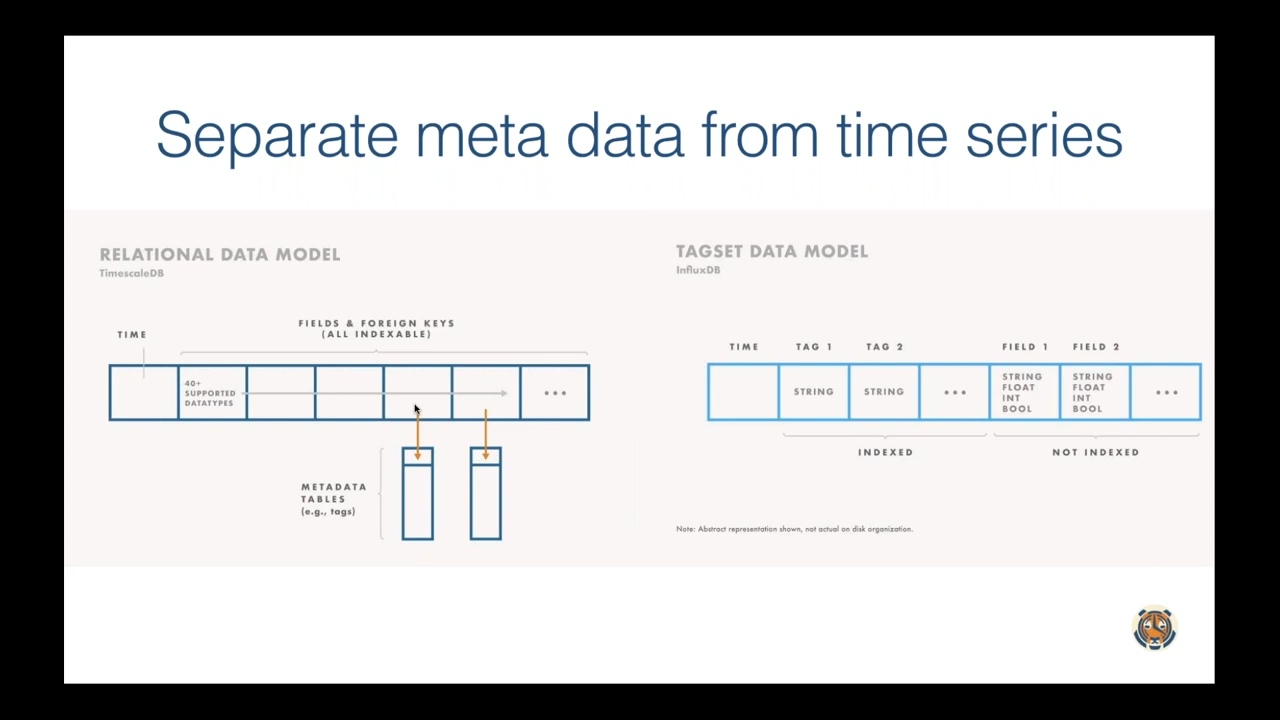 Separate meta data from time series
RELATIONAL DATA MODEL
TimescaleDB
TIME
FIELDS & FOREIGN KEYS
(ALL INDEXABLE)
40+
SUPPORTED
DATATYPES
•••
METADATA
TABLES
(e.g., tags)
TAGSET DATA MODEL
InfluxDB
TIME TAG 1 TAG 2 FIELD 1 FIELD 2
STRING STRING •••
STRING
FLOAT
INT
BOOL
STRING
FLOAT
INT
BOOL
•••
INDEXED NOT INDEXED
Note: Abstract representation shown, not actual on disk organization.